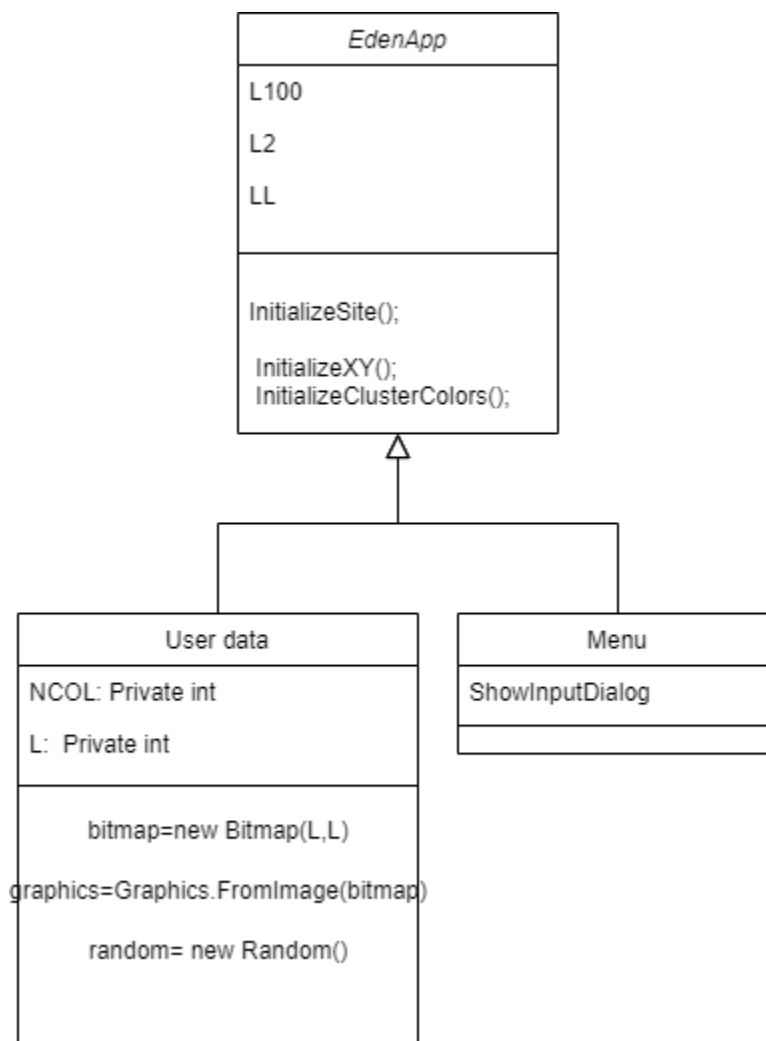 EdenApp
L100
L2
LL
InitializeSite();
InitializeXY();
InitializeClusterColors();
User data
NCOL: Private int
L:  Private int
bitmap=new Bitmap(L,L)
graphics=Graphics.FromImage(bitmap)
random= new Random()
Menu
ShowInputDialog